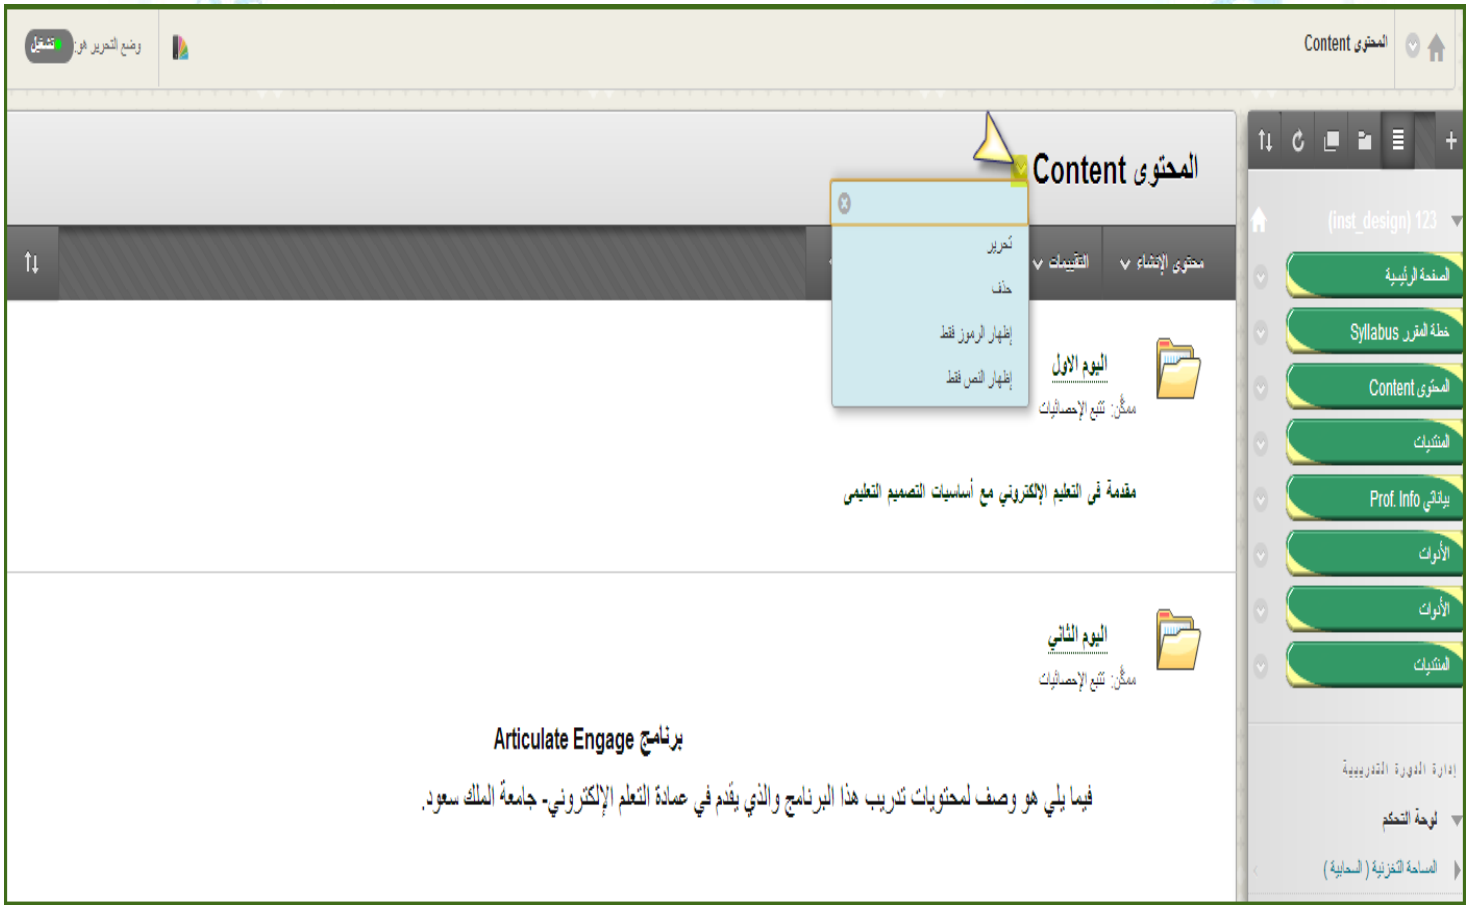 المحتوى Content
وضع التحرير هو: تشغيل
المحتوى Content
تحرير
حذف
إظهار الرموز فقط
إظهار النص فقط
محتوى الإنشاء
التقييمات
اليوم الاول
ممكّن: تتبع الإحصائيات
مقدمة في التعليم الإلكتروني مع أساسيات التصميم التعليمى
اليوم الثاني
ممكّن: تتبع الإحصائيات
برنامج Articulate Engage
فيما يلي هو وصف لمحتويات تدريب هذا البرنامج والذي يقدم في عمادة التعلم الإلكتروني- جامعة الملك سعود.
(inst_design) 123
الصفحة الرئيسية
خطة المقرر Syllabus
المحتوى Content
المنتديات
بياناتي Prof. Info
الأدوات
الأدوات
المنتديات
إدارة الدورة التدريبية
لوحة التحكم
المساحة التخزنية ( السحابية )